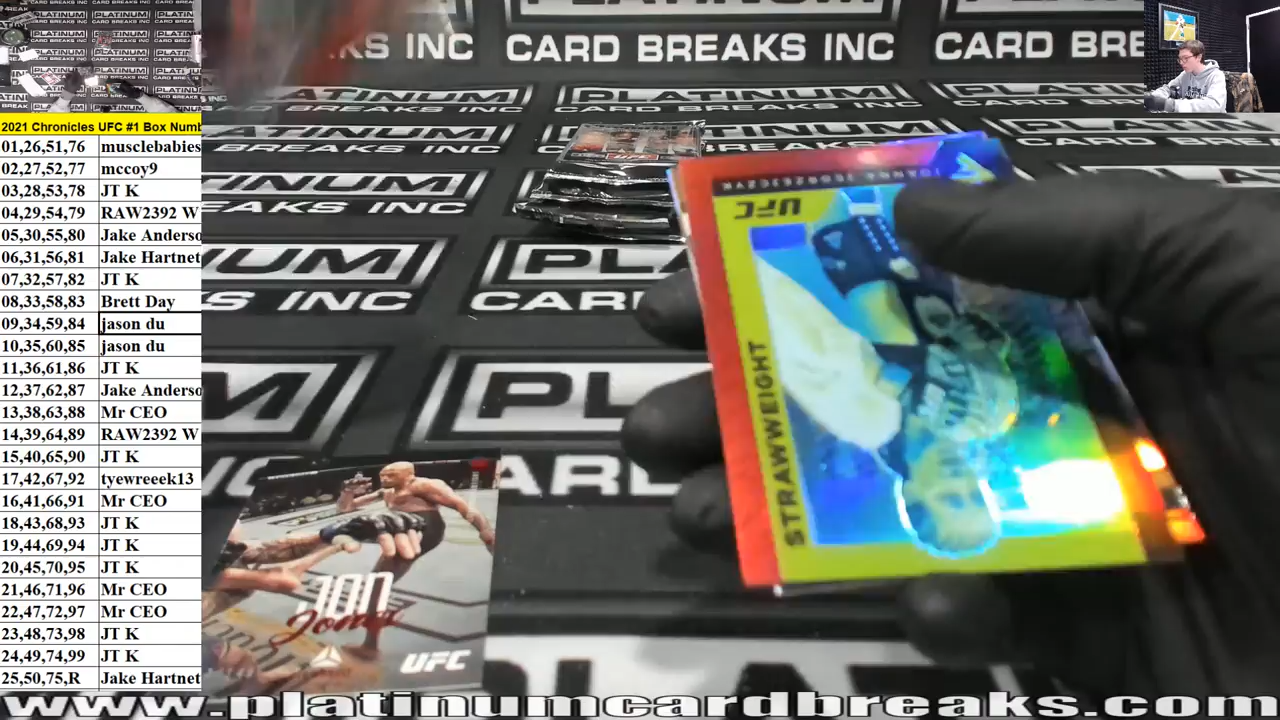 PLATINUM
CARD BREAKS INC
2021 Chronicles UFC #1 Box Numb
01,26,51,76 musclebabies
02,27,52,77 mccoy9
03,28,53,78 JT K
04,29,54,79 RAW2392 W
05,30,55,80 Jake Anderso
06,31,56,81 Jake Hartnet
07,32,57,82 JT K
08,33,58,83 Brett Day
09,34,59,84 jason du
10,35,60,85 jason du
11,36,61,86 JT K
12,37,62,87 Jake Anderso
13,38,63,88 Mr CEO
14,39,64,89 RAW2392 W
15,40,65,90 JT K
17,42,67,92 tyewreeek13
16,41,66,91 Mr CEO
18,43,68,93 JT K
19,44,69,94 JT K
20,45,70,95 JT K
21,46,71,96 Mr CEO
22,47,72,97 Mr CEO
23,48,73,98 JT K
24,49,74,99 JT K
25,50,75,R Jake Hartnet
JOANNA JEDRZEJCZYK
UFC
STRAWWEIGHT
JON
Jones
UFC
www.platinumcardbreaks.com